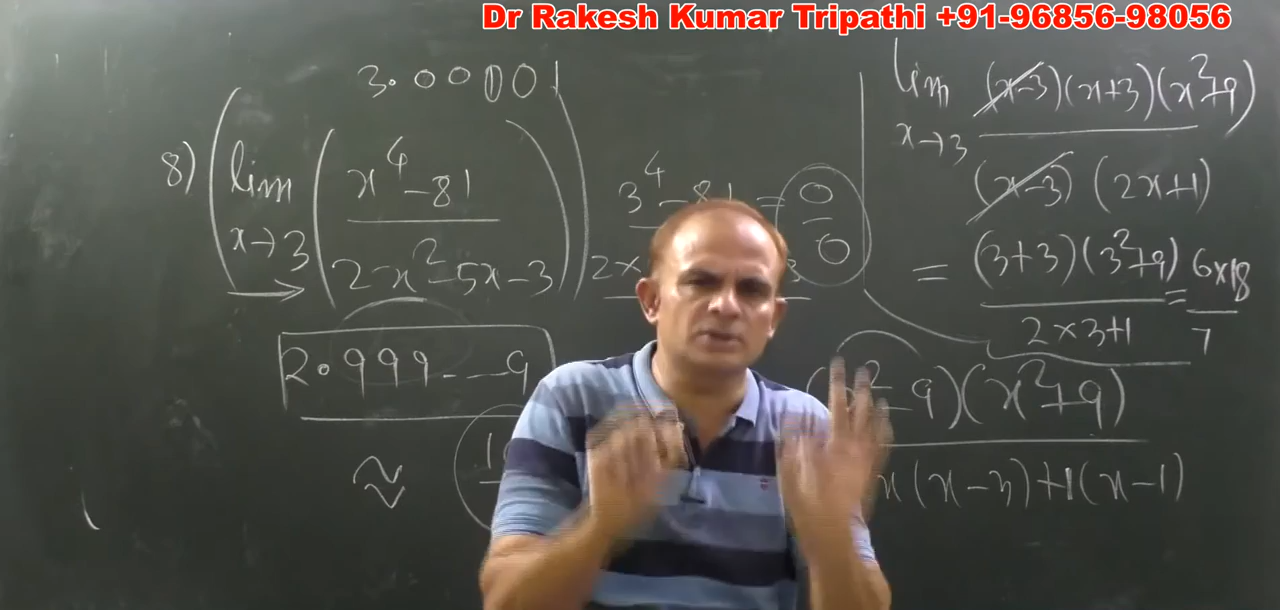 Dr Rakesh Kumar Tripathi +91-96856-98056
3.00001
8) ( lim x→3 ( (x⁴-81) / (2x²-5x-3) ) )
3⁴-81 / 2× = 0/0
2.999---9
≈
lim x→3 (x-3)(x+3)(x²+9) / (x-3)(2x+1)
= (3+3)(3²+9) / 2×3+1 = 6×18 / 7
²-9)(x²+9)
x(x-3)+1(x-1)